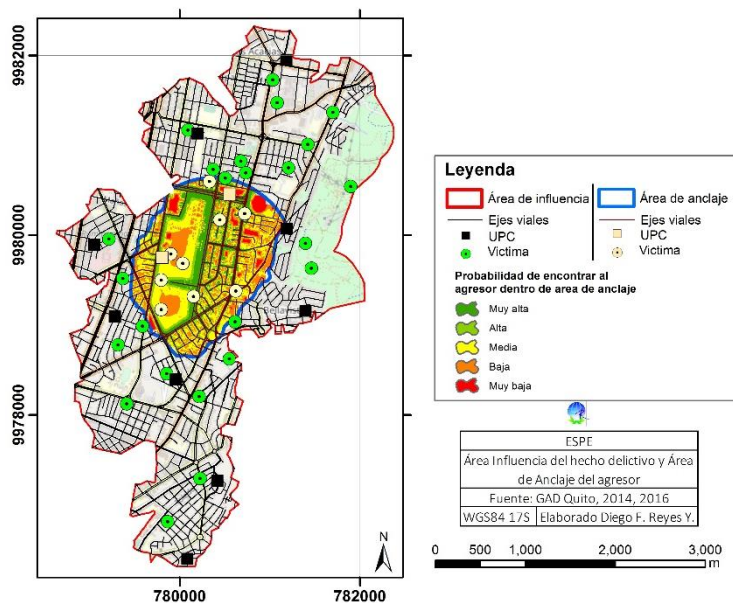 9982000
9980000
9978000
780000
782000
Acacias
Bellavi
N
Leyenda
Área de influencia
Ejes viales
UPC
Victima
Área de anclaje
Ejes viales
UPC
Victima
Probabilidad de encontrar al
agresor dentro de area de anclaje
Muy alta
Alta
Media
Baja
Muy baja
ESPE
Área Influencia del hecho delictivo y Área
de Anclaje del agresor
Fuente: GAD Quito, 2014, 2016
WGS84 17S Elaborado Diego F. Reyes Y.
0 500 1,000 2,000 3,000
m